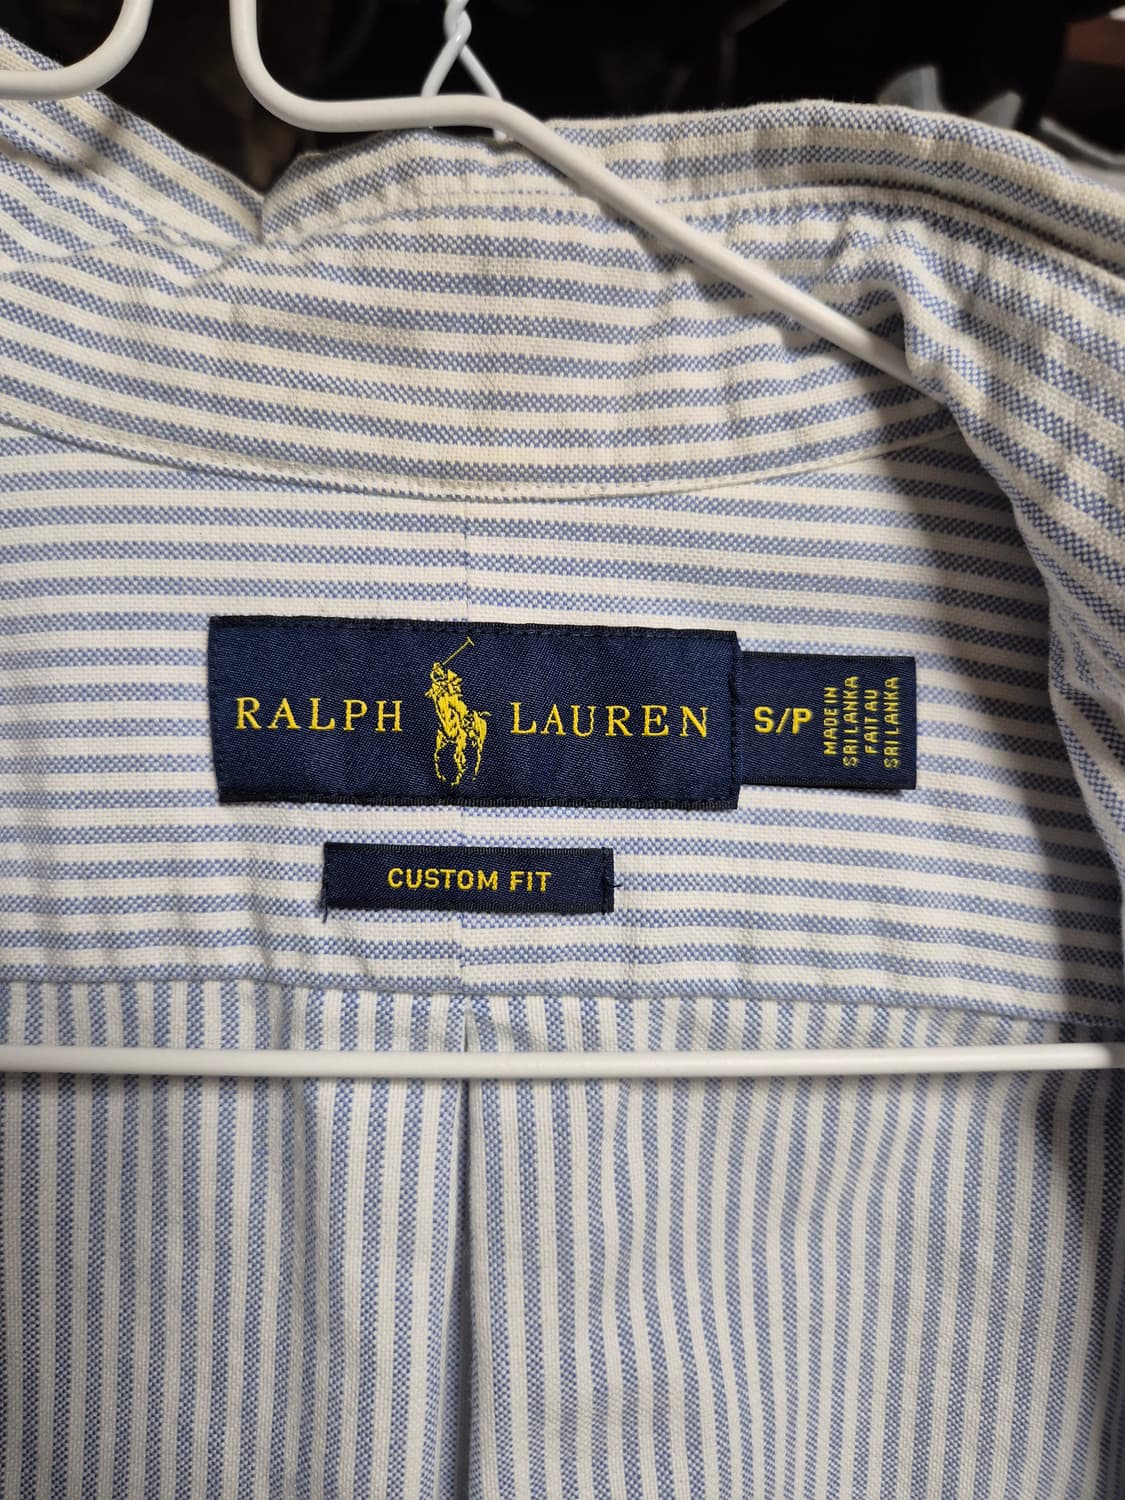 RALPH LAUREN
S/P
MADE IN
SRI LANKA
FAIT AU
SRI LANKA
CUSTOM FIT